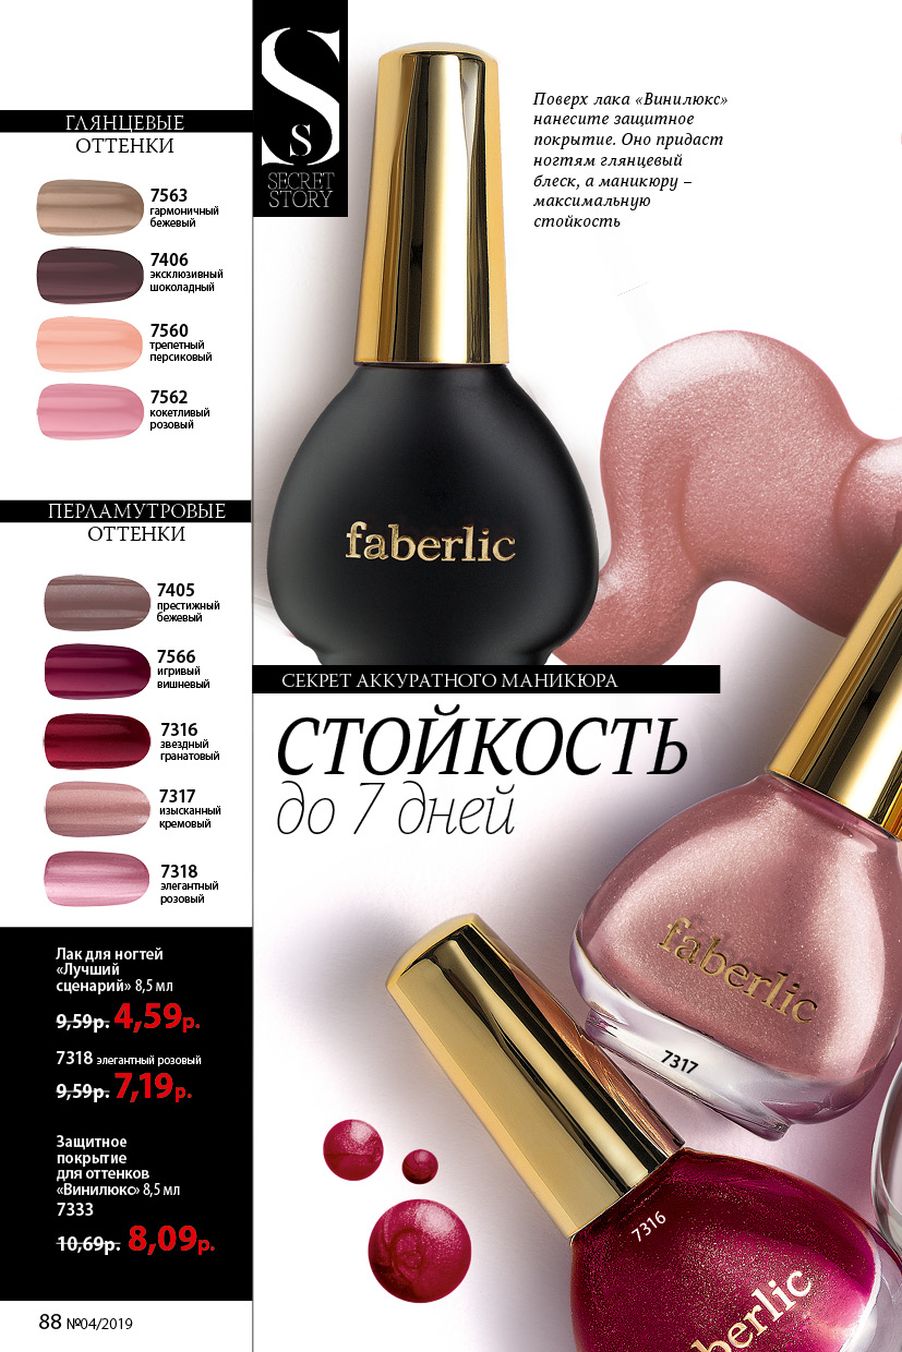 S
S
SECRET
STORY
Поверх лака «Винилюкс»
нанесите защитное
покрытие. Оно придаст
ногтям глянцевый
блеск, а маникюру –
максимальную
стойкость
ГЛЯНЦЕВЫЕ
ОТТЕНКИ
7563
гармоничный
бежевый
7406
эксклюзивный
шоколадный
7560
трепетный
персиковый
7562
кокетливый
розовый
ПЕРЛАМУТРОВЫЕ
ОТТЕНКИ
7405
престижный
бежевый
7566
игривый
вишневый
7316
звездный
гранатовый
7317
изысканный
кремовый
7318
элегантный
розовый
faberlic
СЕКРЕТ АККУРАТНОГО МАНИКЮРА
СТОЙКОСТЬ
до 7 дней
faberlic
7317
7316
faberlic
Лак для ногтей
«Лучший
сценарий» 8,5 мл
9,59р. 4,59р.
7318 элегантный розовый
9,59р. 7,19р.
Защитное
покрытие
для оттенков
«Винилюкс» 8,5 мл
7333
10,69р. 8,09р.
88 №04/2019